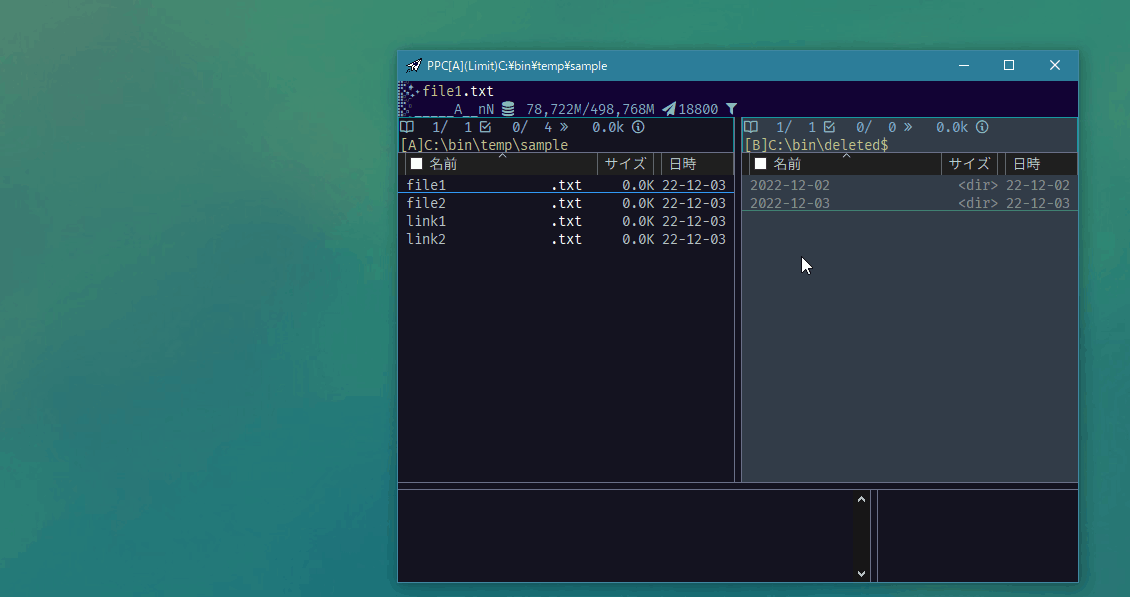 PPC[A](Limit)C:¥bin¥temp¥sample
file1.txt
_____A__nN 78,722M/498,768M 18800
1/ 1 0/ 4 » 0.0k
[A]C:\bin\temp\sample
名前 サイズ 日時
file1 .txt 0.0K 22-12-03
file2 .txt 0.0K 22-12-03
link1 .txt 0.0K 22-12-03
link2 .txt 0.0K 22-12-03
1/ 1 0/ 0 » 0.0k
[B]C:\bin\deleted$
名前 サイズ 日時
2022-12-02 <dir> 22-12-02
2022-12-03 <dir> 22-12-03